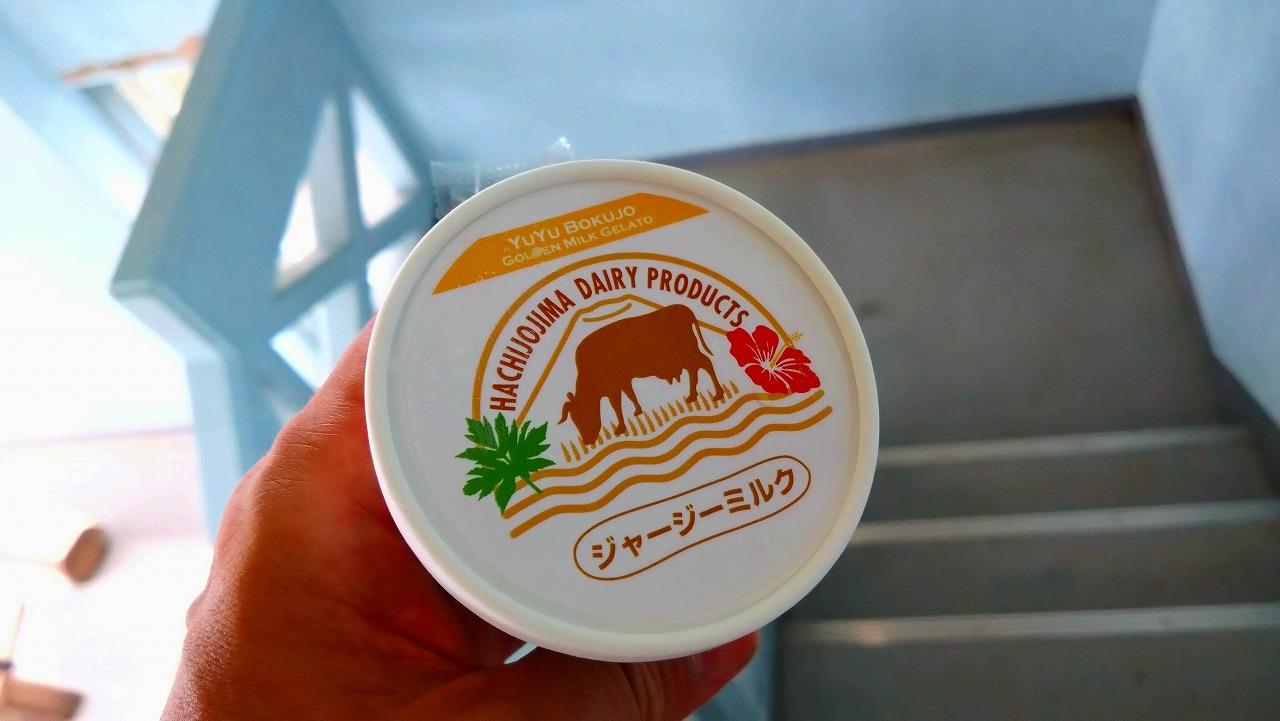 YUYU BOKUJO
GOLDEN MILK GELATO
HACHIJOJIMA DAIRY PRODUCTS
ジャージーミルク